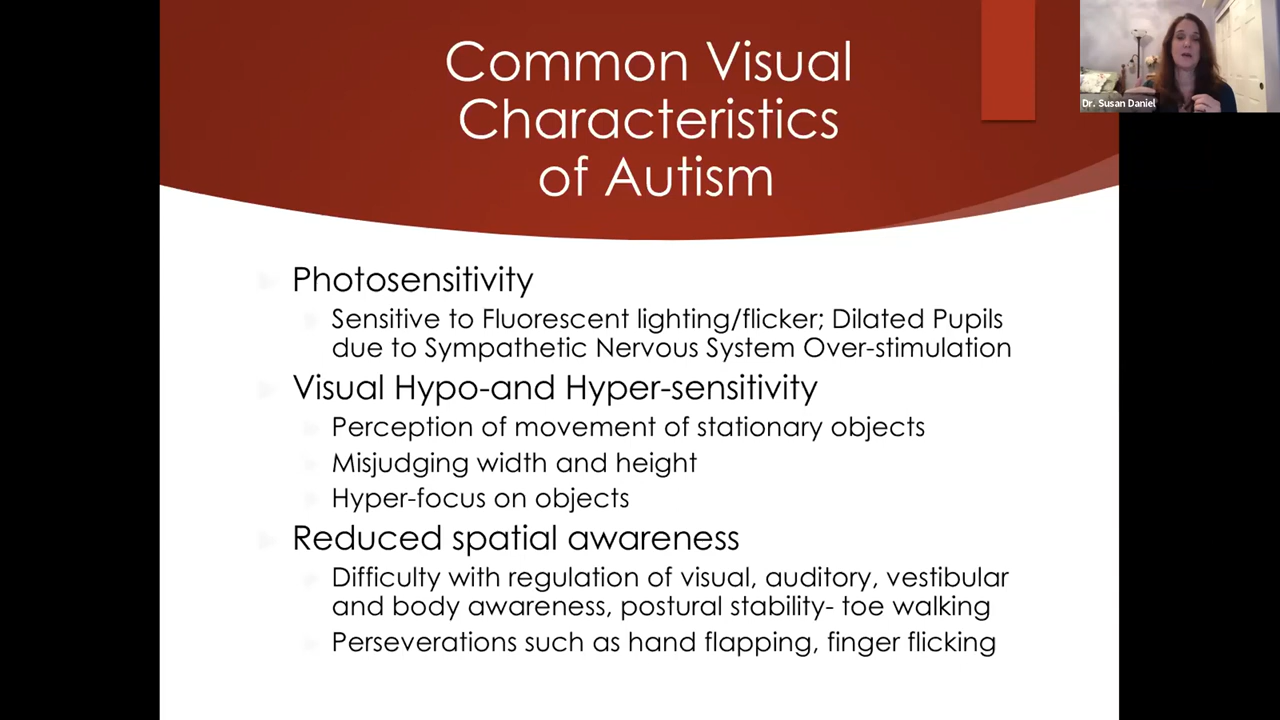 Common Visual
Characteristics
of Autism
Dr. Susan Daniel
Photosensitivity
Sensitive to Fluorescent lighting/flicker; Dilated Pupils
due to Sympathetic Nervous System Over-stimulation
Visual Hypo-and Hyper-sensitivity
Perception of movement of stationary objects
Misjudging width and height
Hyper-focus on objects
Reduced spatial awareness
Difficulty with regulation of visual, auditory, vestibular
and body awareness, postural stability- toe walking
Perseverations such as hand flapping, finger flicking